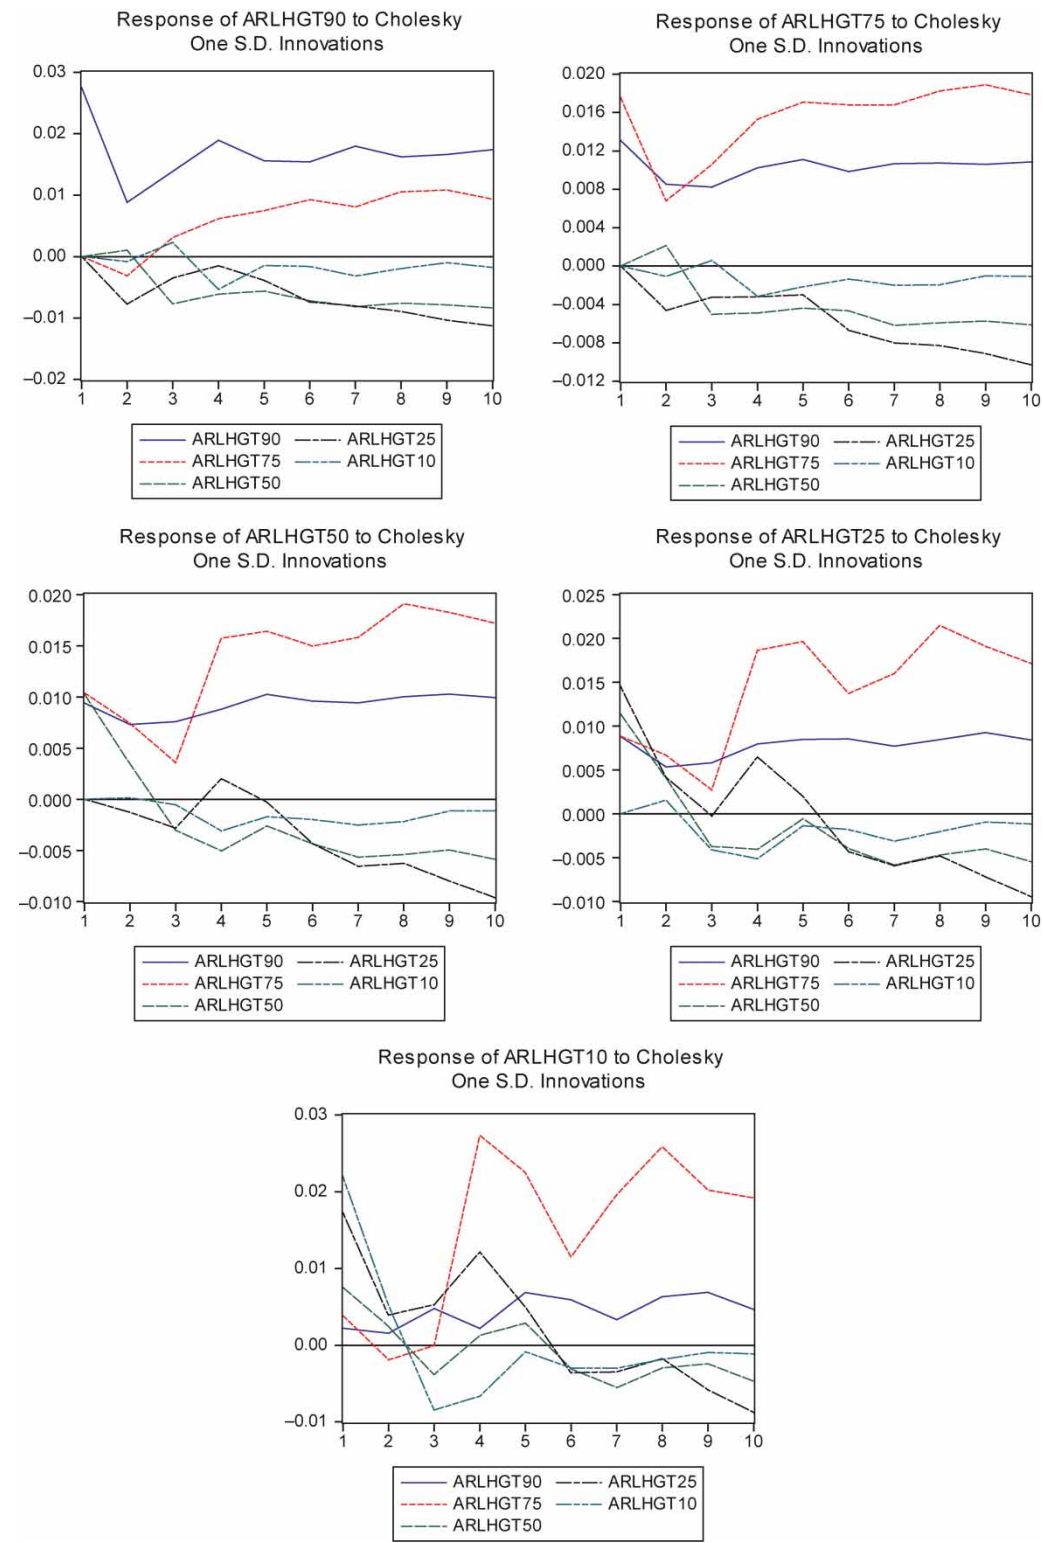 Response of ARLHGT90 to Cholesky
One S.D. Innovations
0.03
0.02
0.01
0.00
–0.01
–0.02
1 2 3 4 5 6 7 8 9 10
ARLHGT90 ARLHGT25
ARLHGT75 ARLHGT10
ARLHGT50
Response of ARLHGT75 to Cholesky
One S.D. Innovations
0.020
0.016
0.012
0.008
0.004
0.000
–0.004
–0.008
–0.012
1 2 3 4 5 6 7 8 9 10
ARLHGT90 ARLHGT25
ARLHGT75 ARLHGT10
ARLHGT50
Response of ARLHGT50 to Cholesky
One S.D. Innovations
0.020
0.015
0.010
0.005
0.000
–0.005
–0.010
1 2 3 4 5 6 7 8 9 10
ARLHGT90 ARLHGT25
ARLHGT75 ARLHGT10
ARLHGT50
Response of ARLHGT25 to Cholesky
One S.D. Innovations
0.025
0.020
0.015
0.010
0.005
0.000
–0.005
–0.010
1 2 3 4 5 6 7 8 9 10
ARLHGT90 ARLHGT25
ARLHGT75 ARLHGT10
ARLHGT50
Response of ARLHGT10 to Cholesky
One S.D. Innovations
0.03
0.02
0.01
0.00
–0.01
1 2 3 4 5 6 7 8 9 10
ARLHGT90 ARLHGT25
ARLHGT75 ARLHGT10
ARLHGT50